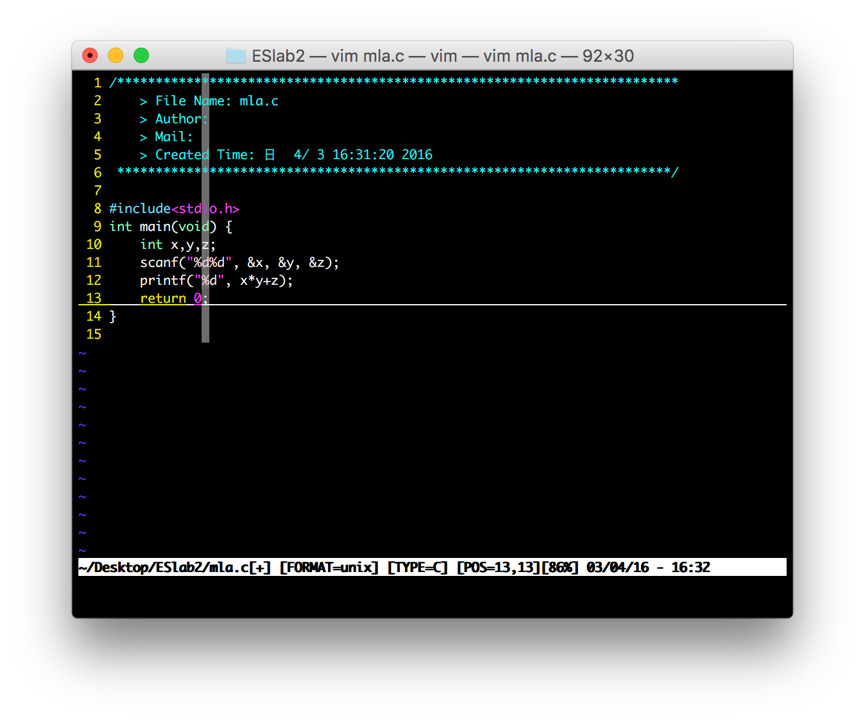 ESlab2 — vim mla.c — vim — vim mla.c — 92×30
1 /*************************************************************************
2     > File Name: mla.c
3     > Author:
4     > Mail:
5     > Created Time: 日  4/ 3 16:31:20 2016
6  ************************************************************************/
7
8 #include<stdio.h>
9 int main(void) {
10     int x,y,z;
11     scanf("%d%d", &x, &y, &z);
12     printf("%d", x*y+z);
13     return 0;
14 }
15
~
~
~
~
~
~
~
~
~
~
~
~
~/Desktop/ESlab2/mla.c[+] [FORMAT=unix] [TYPE=C] [POS=13,13][86%] 03/04/16 - 16:32